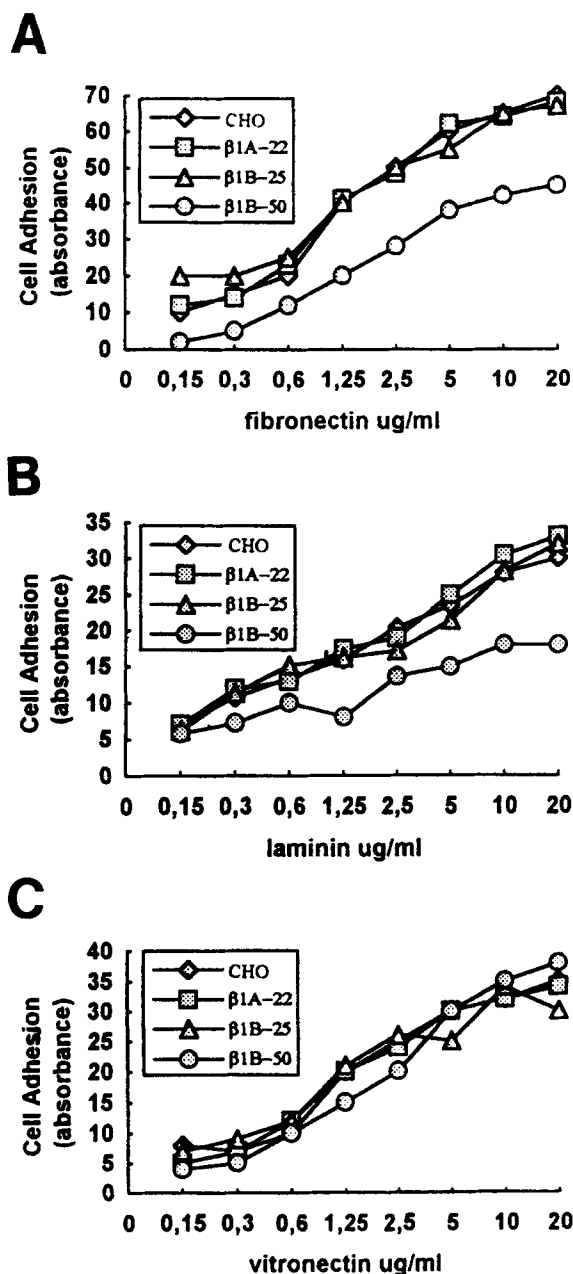 A
70
60
50
40
30
20
10
0
Cell Adhesion
(absorbance)
CHO
β1A-22
β1B-25
β1B-50
0 0,15 0,3 0,6 1,25 2,5 5 10 20
fibronectin ug/ml
B
35
30
25
20
15
10
5
0
Cell Adhesion
(absorbance)
CHO
β1A-22
β1B-25
β1B-50
0 0,15 0,3 0,6 1,25 2,5 5 10 20
laminin ug/ml
C
40
35
30
25
20
15
10
5
0
Cell Adhesion
(absorbance)
CHO
β1A-22
β1B-25
β1B-50
0 0,15 0,3 0,6 1,25 2,5 5 10 20
vitronectin ug/ml